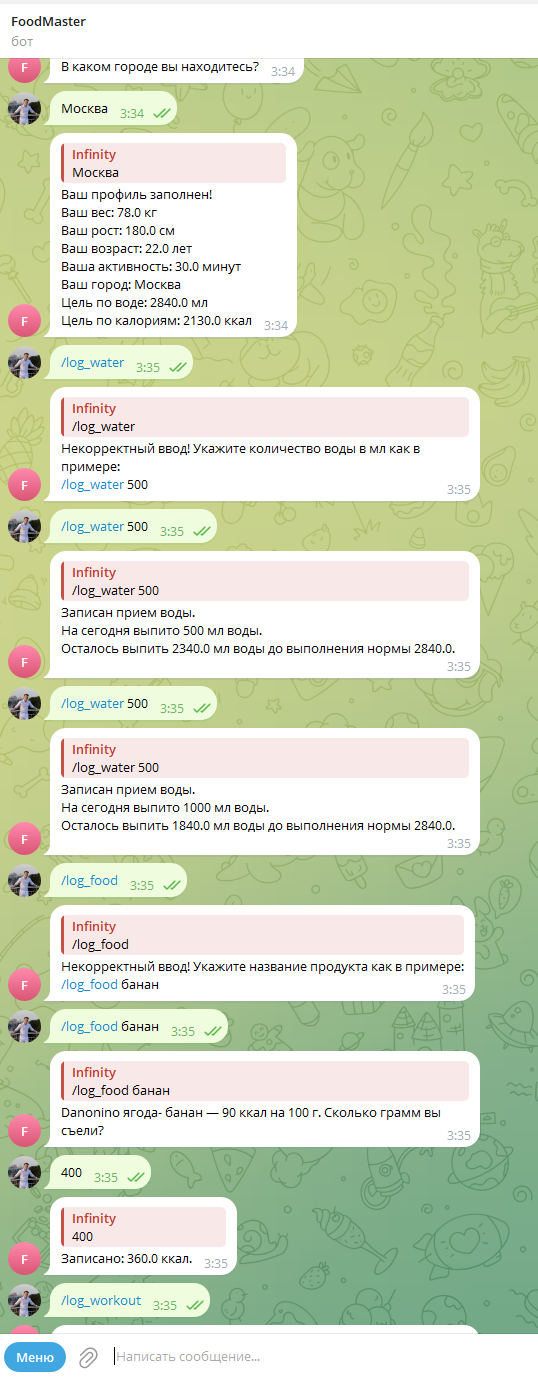 FoodMaster
бот
В каком городе вы находитесь? 3:34
F
Москва 3:34
Infinity
Москва
Ваш профиль заполнен!
Ваш вес: 78.0 кг
Ваш рост: 180.0 см
Ваш возраст: 22.0 лет
Ваша активность: 30.0 минут
Ваш город: Москва
Цель по воде: 2840.0 мл
Цель по калориям: 2130.0 ккал 3:34
F
/log_water 3:35
Infinity
/log_water
Некорректный ввод! Укажите количество воды в мл как в
примере:
/log_water 500 3:35
F
/log_water 500 3:35
Infinity
/log_water 500
Записан прием воды.
На сегодня выпито 500 мл воды.
Осталось выпить 2340.0 мл воды до выполнения нормы 2840.0.
3:35
F
/log_water 500 3:35
Infinity
/log_water 500
Записан прием воды.
На сегодня выпито 1000 мл воды.
Осталось выпить 1840.0 мл воды до выполнения нормы 2840.0.
3:35
F
/log_food 3:35
Infinity
/log_food
Некорректный ввод! Укажите название продукта как в примере:
/log_food банан 3:35
F
/log_food банан 3:35
Infinity
/log_food банан
Danonino ягода- банан — 90 ккал на 100 г. Сколько грамм вы
съели? 3:35
F
400 3:35
Infinity
400
Записано: 360.0 ккал. 3:35
F
/log_workout 3:35
Меню
Написать сообщение...